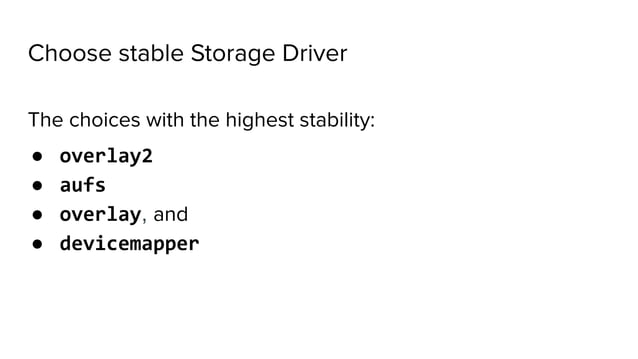 Choose stable Storage Driver
The choices with the highest stability:
● overlay2
● aufs
● overlay, and
● devicemapper